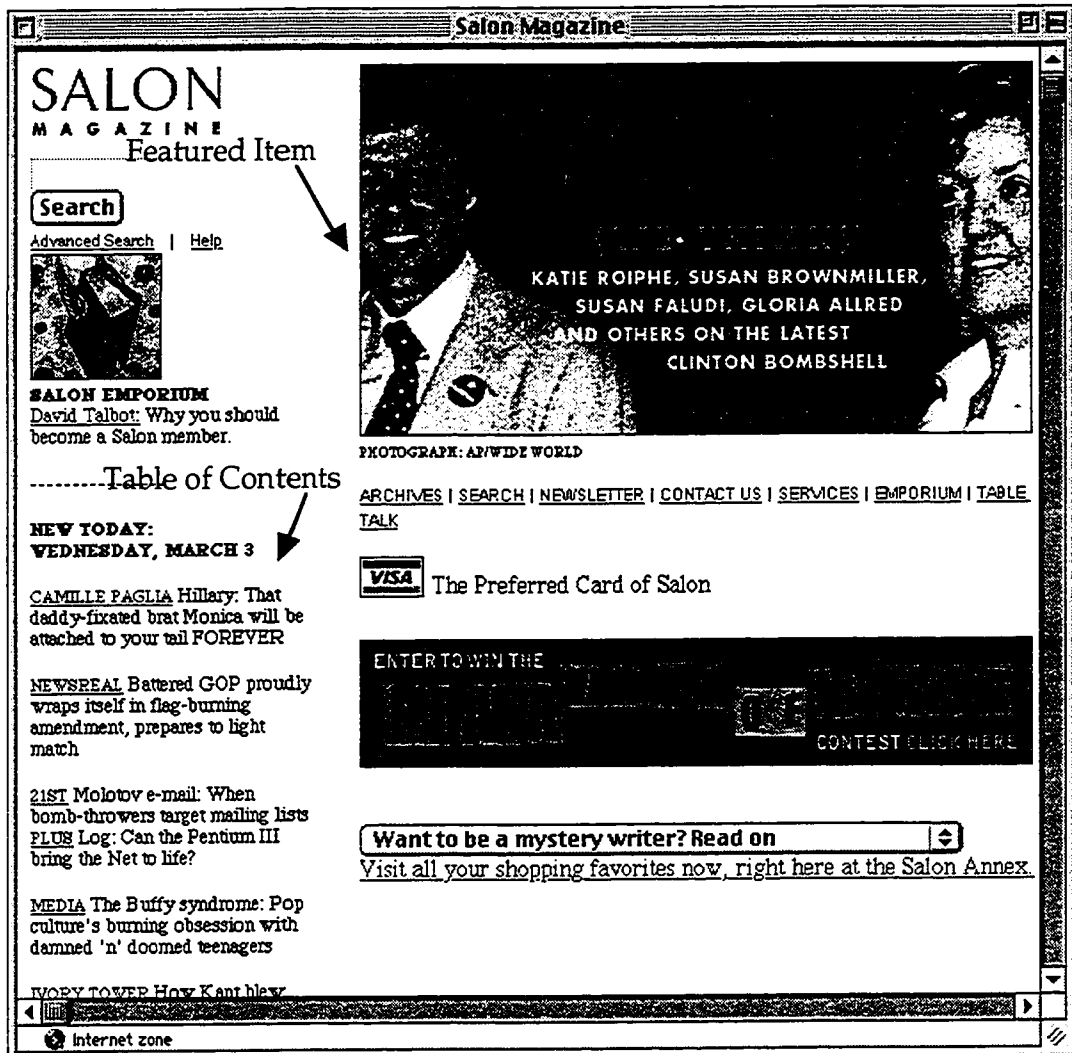 Salon Magazine
SALON
MAGAZINE
Featured Item
Search
Advanced Search | Help
SALON EMPORIUM
David Talbot: Why you should
become a Salon member.
Table of Contents
NEW TODAY:
WEDNESDAY, MARCH 3
CAMILLE PAGLIA Hillary: That
daddy-fixated brat Monica will be
attached to your tail FOREVER
NEWSREAL Battered GOP proudly
wraps itself in flag-burning
amendment, prepares to light
match
21ST Molotov e-mail: When
bomb-throwers target mailing lists
PLUS Log: Can the Pentium III
bring the Net to life?
MEDIA The Buffy syndrome: Pop
culture's burning obsession with
damned 'n' doomed teenagers
IVORY TOWER How Kant blew
KATIE ROIPHE, SUSAN BROWNMILLER,
SUSAN FALUDI, GLORIA ALLRED
AND OTHERS ON THE LATEST
CLINTON BOMBSHELL
PHOTOGRAPH: AP/WIDE WORLD
ARCHIVES | SEARCH | NEWSLETTER | CONTACT US | SERVICES | EMPORIUM | TABLE
TALK
VISA The Preferred Card of Salon
ENTER TO WIN THE
CONTEST CLICK HERE
Want to be a mystery writer? Read on
Visit all your shopping favorites now, right here at the Salon Annex.
Internet zone